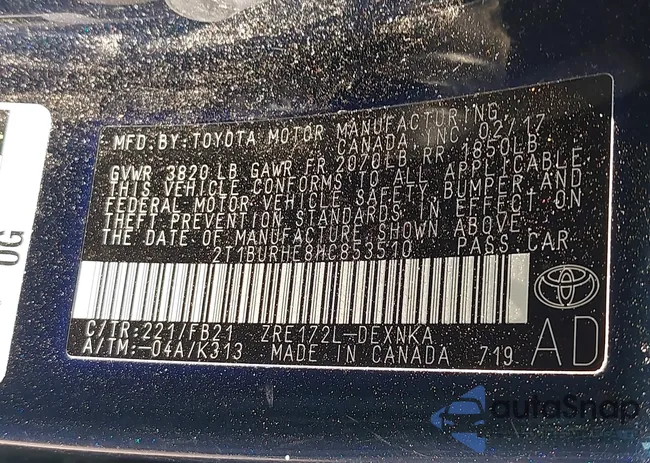 MFD. BY: TOYOTA MOTOR MANUFACTURING,
CANADA, INC. 02/17
GVWR 3820 LB GAWR FR 2070LB RR 1850LB
THIS VEHICLE CONFORMS TO ALL APPLICABLE
FEDERAL MOTOR VEHICLE SAFETY, BUMPER AND
THEFT PREVENTION STANDARDS IN EFFECT ON
THE DATE OF MANUFACTURE SHOWN ABOVE.
2T1BURHE8HC853510 PASS.CAR
C/TR:221/FB21 ZRE172L-DEXNKA
A/TM:-04A/K313 MADE IN CANADA 719
AD
OG
autoSnap